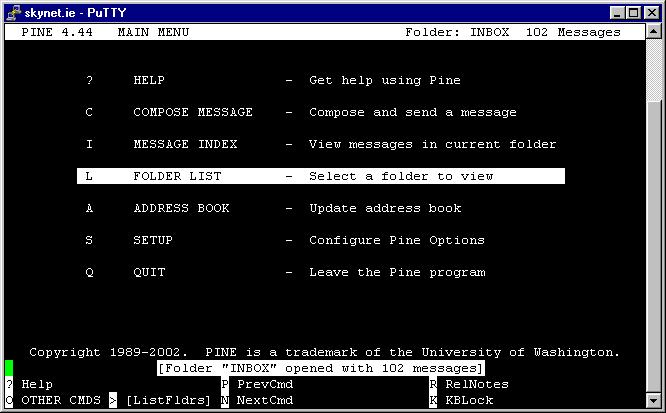 skynet.ie - PuTTY
PINE 4.44 MAIN MENU Folder: INBOX 102 Messages
? HELP - Get help using Pine
C COMPOSE MESSAGE - Compose and send a message
I MESSAGE INDEX - View messages in current folder
L FOLDER LIST - Select a folder to view
A ADDRESS BOOK - Update address book
S SETUP - Configure Pine Options
Q QUIT - Leave the Pine program
Copyright 1989-2002. PINE is a trademark of the University of Washington.
[Folder "INBOX" opened with 102 messages]
? Help P PrevCmd R RelNotes
O OTHER CMDS > [ListFldrs] N NextCmd K KBLock